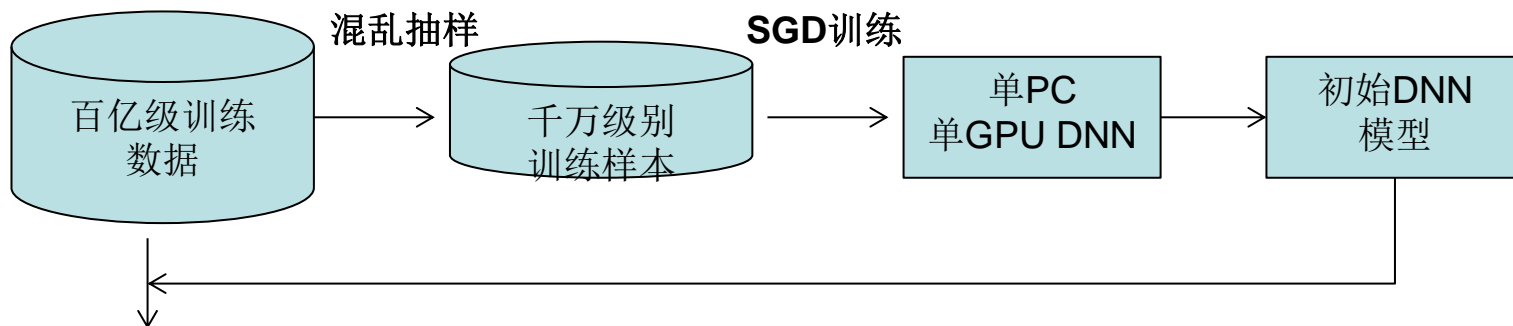 混乱抽样
SGD训练
百亿级训练
数据
千万级别
训练样本
单PC
单GPU DNN
初始DNN
模型